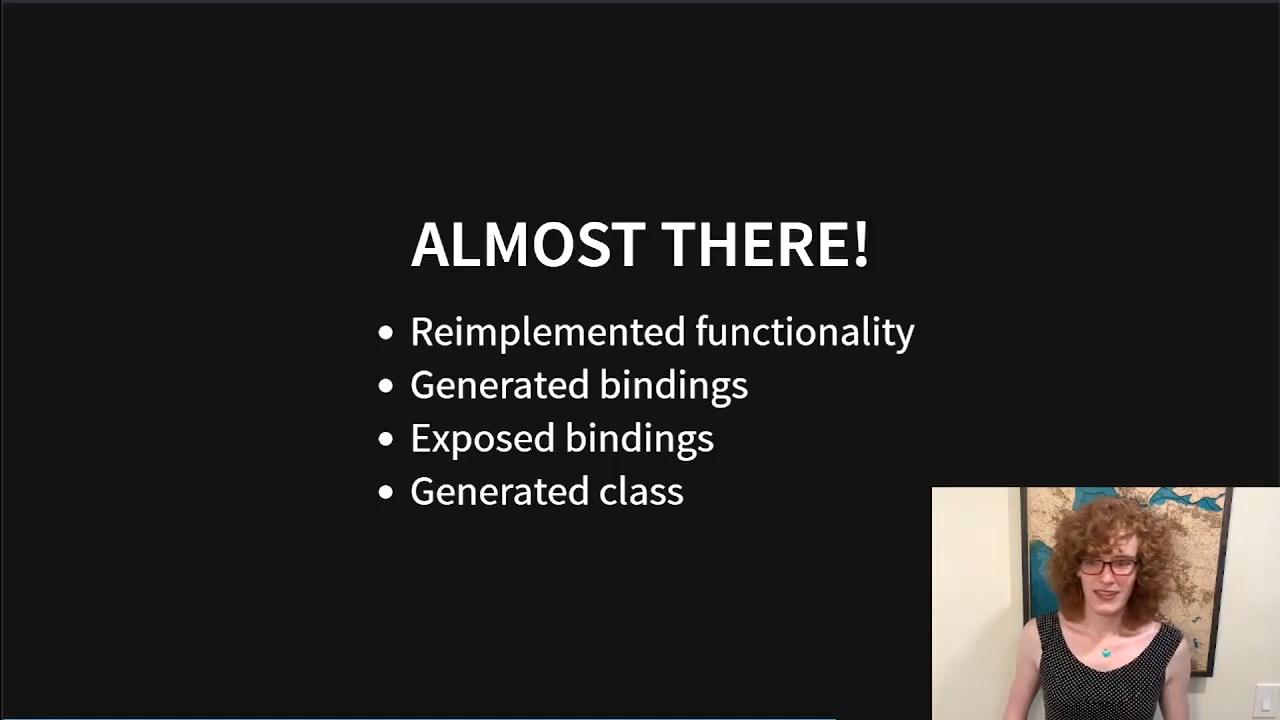 ALMOST THERE!
Reimplemented functionality
Generated bindings
Exposed bindings
Generated class